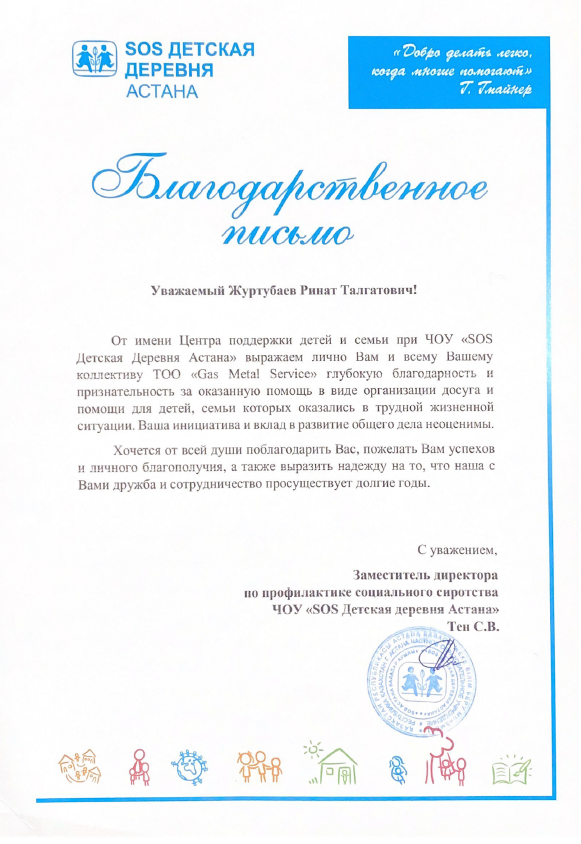 SOS ДЕТСКАЯ
ДЕРЕВНЯ
АСТАНА
«Добро делать легко,
когда многие помогают»
Г. Гмайнер
Благодарственное
письмо
Уважаемый Журтубаев Ринат Талгатович!
От имени Центра поддержки детей и семьи при ЧОУ «SOS
Детская Деревня Астана» выражаем лично Вам и всему Вашему
коллективу ТОО «Gas Metal Service» глубокую благодарность и
признательность за оказанную помощь в виде организации досуга и
помощи для детей, семьи которых оказались в трудной жизненной
ситуации. Ваша инициатива и вклад в развитие общего дела неоценимы.
Хочется от всей души поблагодарить Вас, пожелать Вам успехов
и личного благополучия, а также выразить надежду на то, что наша с
Вами дружба и сотрудничество просуществует долгие годы.
С уважением,
Заместитель директора
по профилактике социального сиротства
ЧОУ «SOS Детская деревня Астана»
Тен С.В.